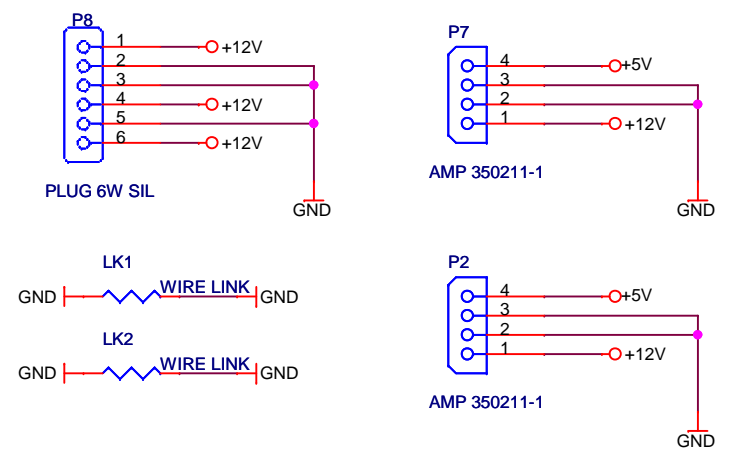 P8
1 +12V
2
3
4 +12V
5
6 +12V
PLUG 6W SIL
GND
P7
4 +5V
3
2
1 +12V
AMP 350211-1
GND
LK1
GND WIRE LINK GND
LK2
GND WIRE LINK GND
P2
4 +5V
3
2
1 +12V
AMP 350211-1
GND